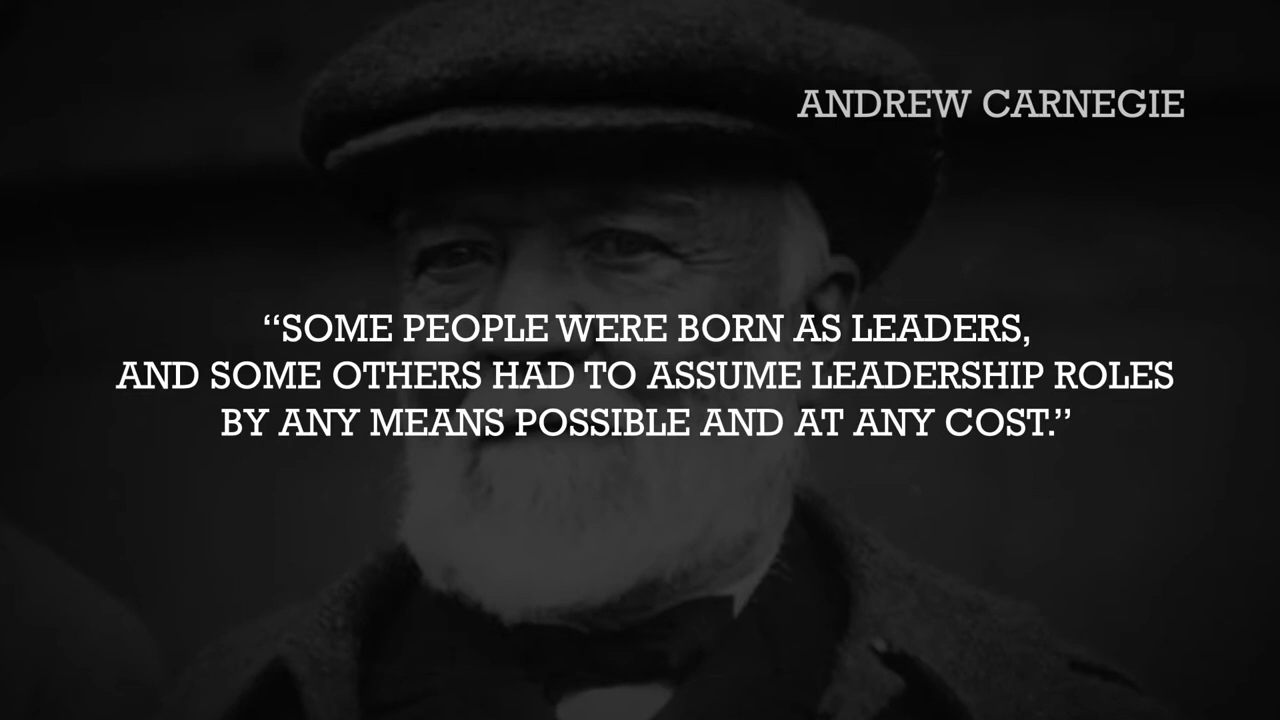 ANDREW CARNEGIE
“SOME PEOPLE WERE BORN AS LEADERS,
AND SOME OTHERS HAD TO ASSUME LEADERSHIP ROLES
BY ANY MEANS POSSIBLE AND AT ANY COST.”